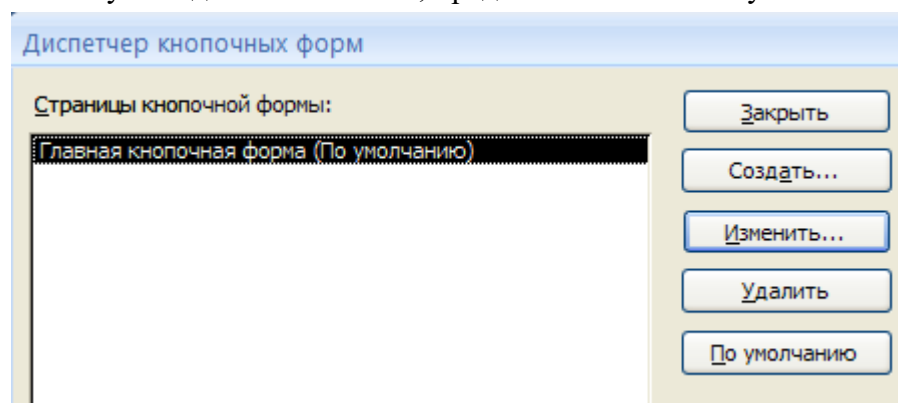 Диспетчер кнопочных форм
Страницы кнопочной формы:
Главная кнопочная форма (По умолчанию)
Закрыть
Создать...
Изменить...
Удалить
По умолчанию